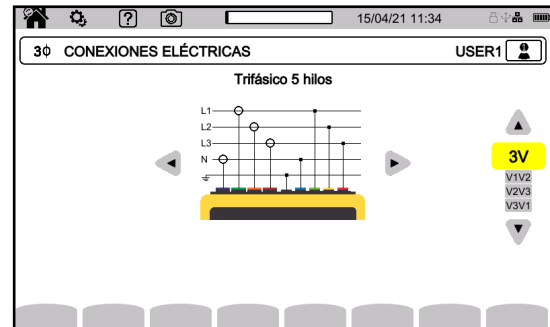 15/04/21 11:34
3ϕ CONEXIONES ELÉCTRICAS USER1
Trifásico 5 hilos
L1
L2
L3
N
3V
V1V2
V2V3
V3V1